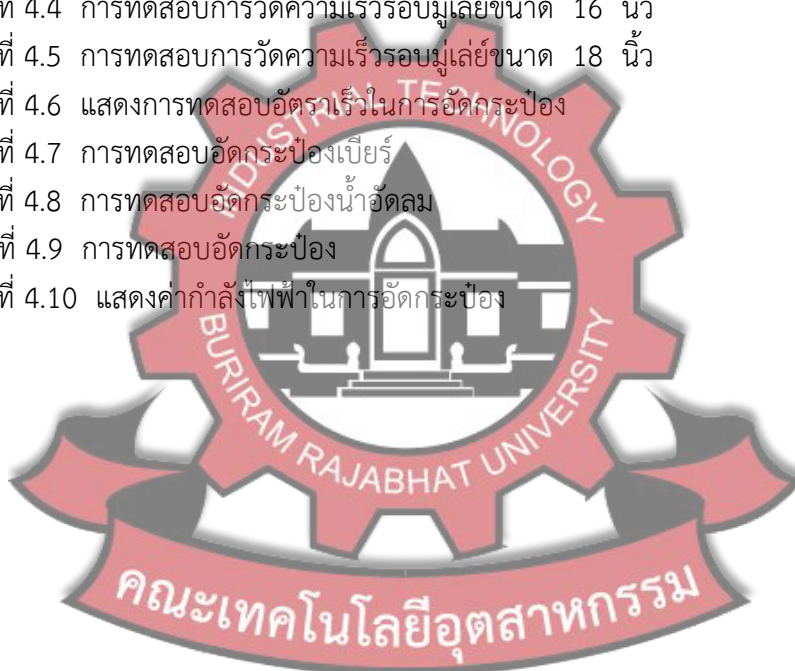 ที่ 4.4 การทดสอบการวัดความเร็วรอบมู่เล่ย์ขนาด 16 นิ้ว
ที่ 4.5 การทดสอบการวัดความเร็วรอบมู่เล่ย์ขนาด 18 นิ้ว
ที่ 4.6 แสดงการทดสอบอัตราเร็วในการอัดกระป๋อง
ที่ 4.7 การทดสอบอัดกระป๋องเบียร์
ที่ 4.8 การทดสอบอัดกระป๋องน้ำอัดลม
ที่ 4.9 การทดสอบอัดกระป๋อง
ที่ 4.10 แสดงค่ากำลังไฟฟ้าในการอัดกระป๋อง
INDUSTRIAL TECHNOLOGY
BURIRAM RAJABHAT UNIVERSITY
คณะเทคโนโลยีอุตสาหกรรม